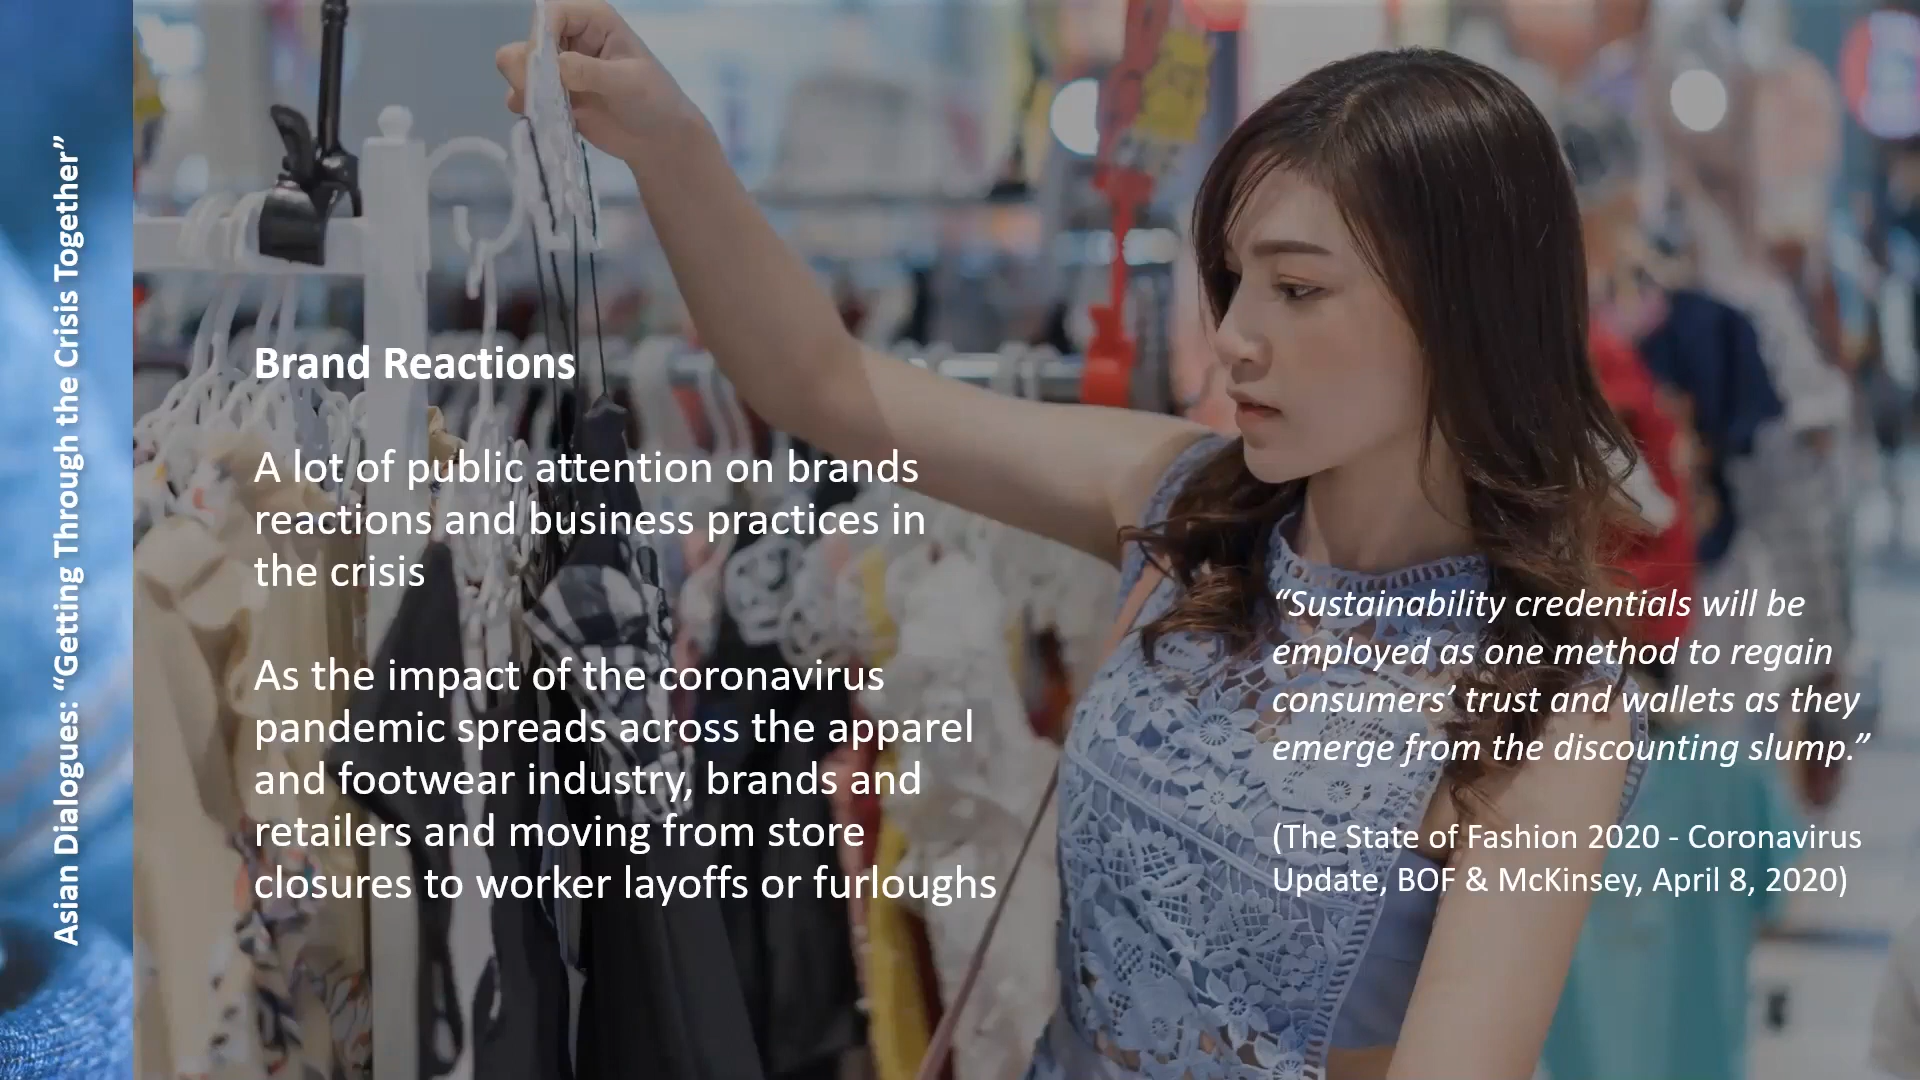 Asian Dialogues: “Getting Through the Crisis Together”
Brand Reactions
A lot of public attention on brands
reactions and business practices in
the crisis
As the impact of the coronavirus
pandemic spreads across the apparel
and footwear industry, brands and
retailers and moving from store
closures to worker layoffs or furloughs
“Sustainability credentials will be
employed as one method to regain
consumers’ trust and wallets as they
emerge from the discounting slump.”
(The State of Fashion 2020 - Coronavirus
Update, BOF & McKinsey, April 8, 2020)